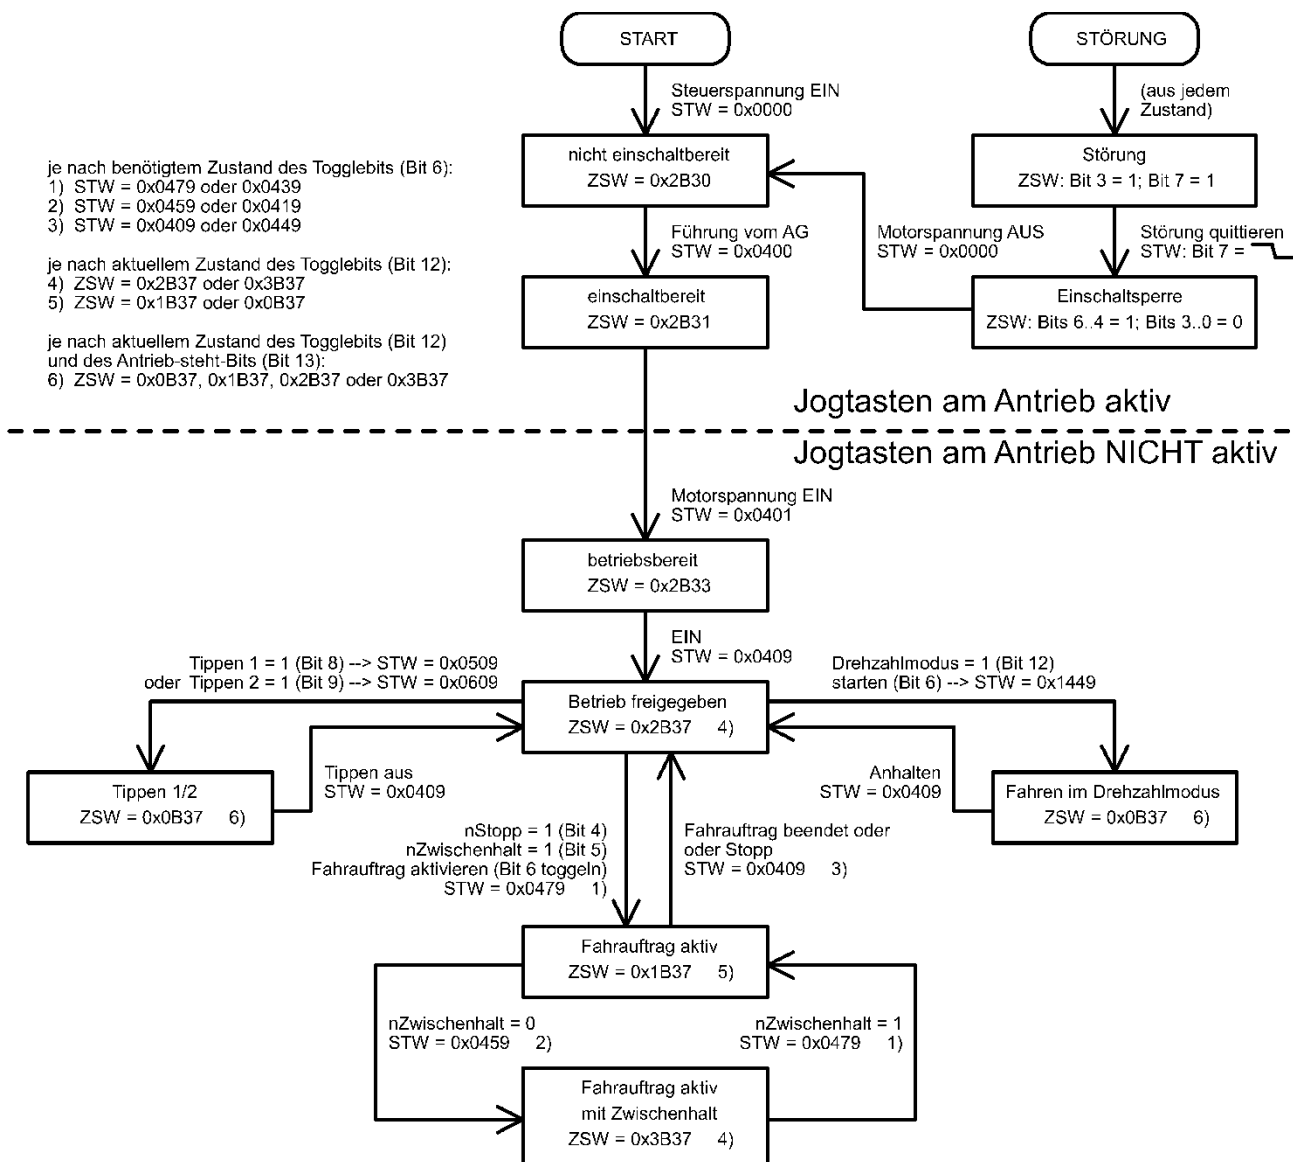 START
STÖRUNG
Steuerspannung EIN
STW = 0x0000
(aus jedem
Zustand)
nicht einschaltbereit
ZSW = 0x2B30
Störung
ZSW: Bit 3 = 1; Bit 7 = 1
je nach benötigtem Zustand des Togglebits (Bit 6):
1) STW = 0x0479 oder 0x0439
2) STW = 0x0459 oder 0x0419
3) STW = 0x0409 oder 0x0449
Führung vom AG
STW = 0x0400
Motorspannung AUS
STW = 0x0000
Störung quittieren
STW: Bit 7 =
je nach aktuellem Zustand des Togglebits (Bit 12):
4) ZSW = 0x2B37 oder 0x3B37
5) ZSW = 0x1B37 oder 0x0B37
einschaltbereit
ZSW = 0x2B31
Einschaltsperre
ZSW: Bits 6..4 = 1; Bits 3..0 = 0
je nach aktuellem Zustand des Togglebits (Bit 12)
und des Antrieb-steht-Bits (Bit 13):
6) ZSW = 0x0B37, 0x1B37, 0x2B37 oder 0x3B37
Jogtasten am Antrieb aktiv
Jogtasten am Antrieb NICHT aktiv
Motorspannung EIN
STW = 0x0401
betriebsbereit
ZSW = 0x2B33
EIN
STW = 0x0409
Tippen 1 = 1 (Bit 8) --> STW = 0x0509
oder Tippen 2 = 1 (Bit 9) --> STW = 0x0609
Drehzahlmodus = 1 (Bit 12)
starten (Bit 6) --> STW = 0x1449
Betrieb freigegeben
ZSW = 0x2B37 4)
Tippen aus
STW = 0x0409
Anhalten
STW = 0x0409
Tippen 1/2
ZSW = 0x0B37 6)
Fahren im Drehzahlmodus
ZSW = 0x0B37 6)
nStopp = 1 (Bit 4)
nZwischenhalt = 1 (Bit 5)
Fahrauftrag aktivieren (Bit 6 toggeln)
STW = 0x0479 1)
Fahrauftrag beendet oder
oder Stopp
STW = 0x0409 3)
Fahrauftrag aktiv
ZSW = 0x1B37 5)
nZwischenhalt = 0
STW = 0x0459 2)
nZwischenhalt = 1
STW = 0x0479 1)
Fahrauftrag aktiv
mit Zwischenhalt
ZSW = 0x3B37 4)